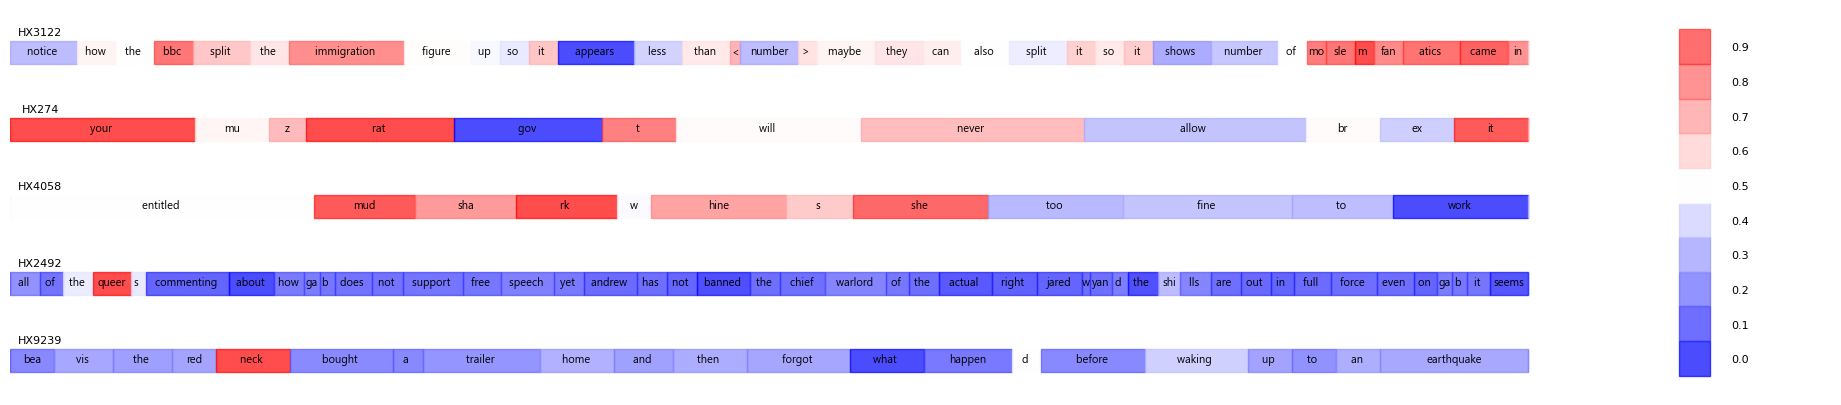 HX3122
notice how the bbc split the immigration figure up so it appears less than < number > maybe they can also split it so it shows number of mo sle m fan atics came in
HX274
your mu z rat gov t will never allow br ex it
HX4058
entitled mud sha rk w hine s she too fine to work
HX2492
all of the queer s commenting about how ga b does not support free speech yet andrew has not banned the chief warlord of the actual right jared w yan d the shi lls are out in full force even on ga b it seems
HX9239
bea vis the red neck bought a trailer home and then forgot what happen d before waking up to an earthquake
0.9
0.8
0.7
0.6
0.5
0.4
0.3
0.2
0.1
0.0